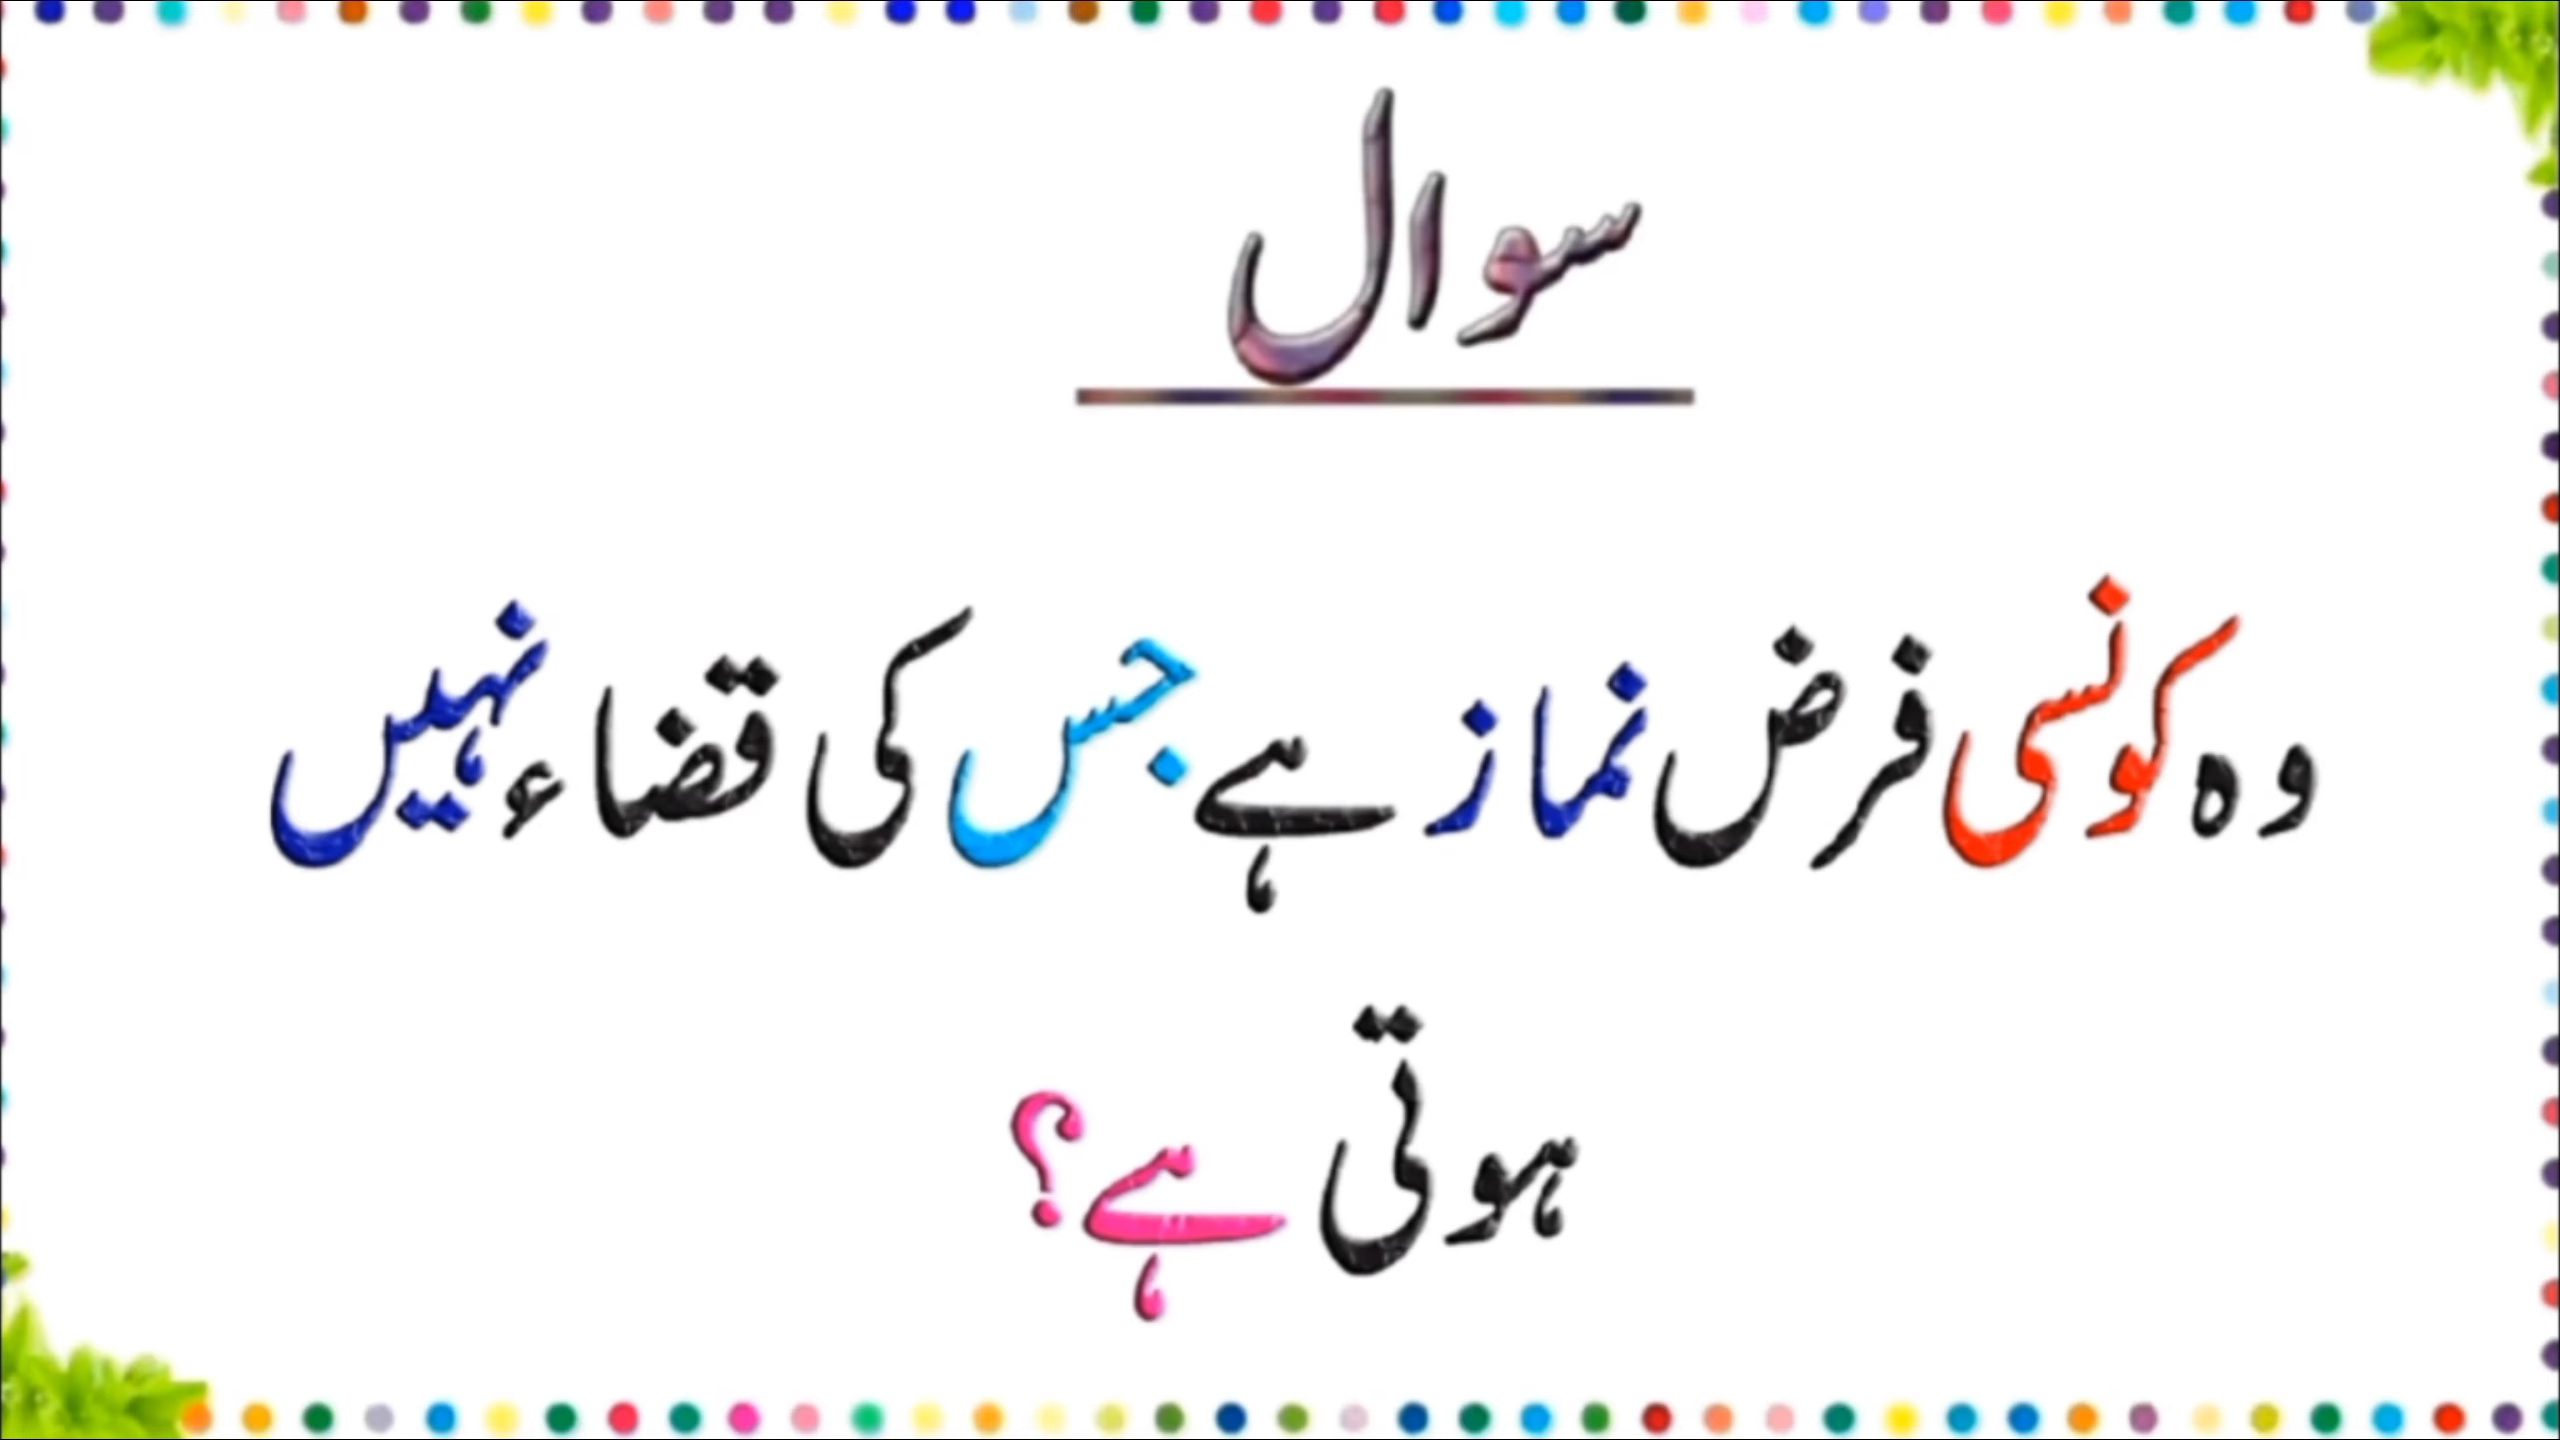 سوال
وہ کونسی فرض نماز ہے جس کی قضاء نہیں
ہوتی ہے؟